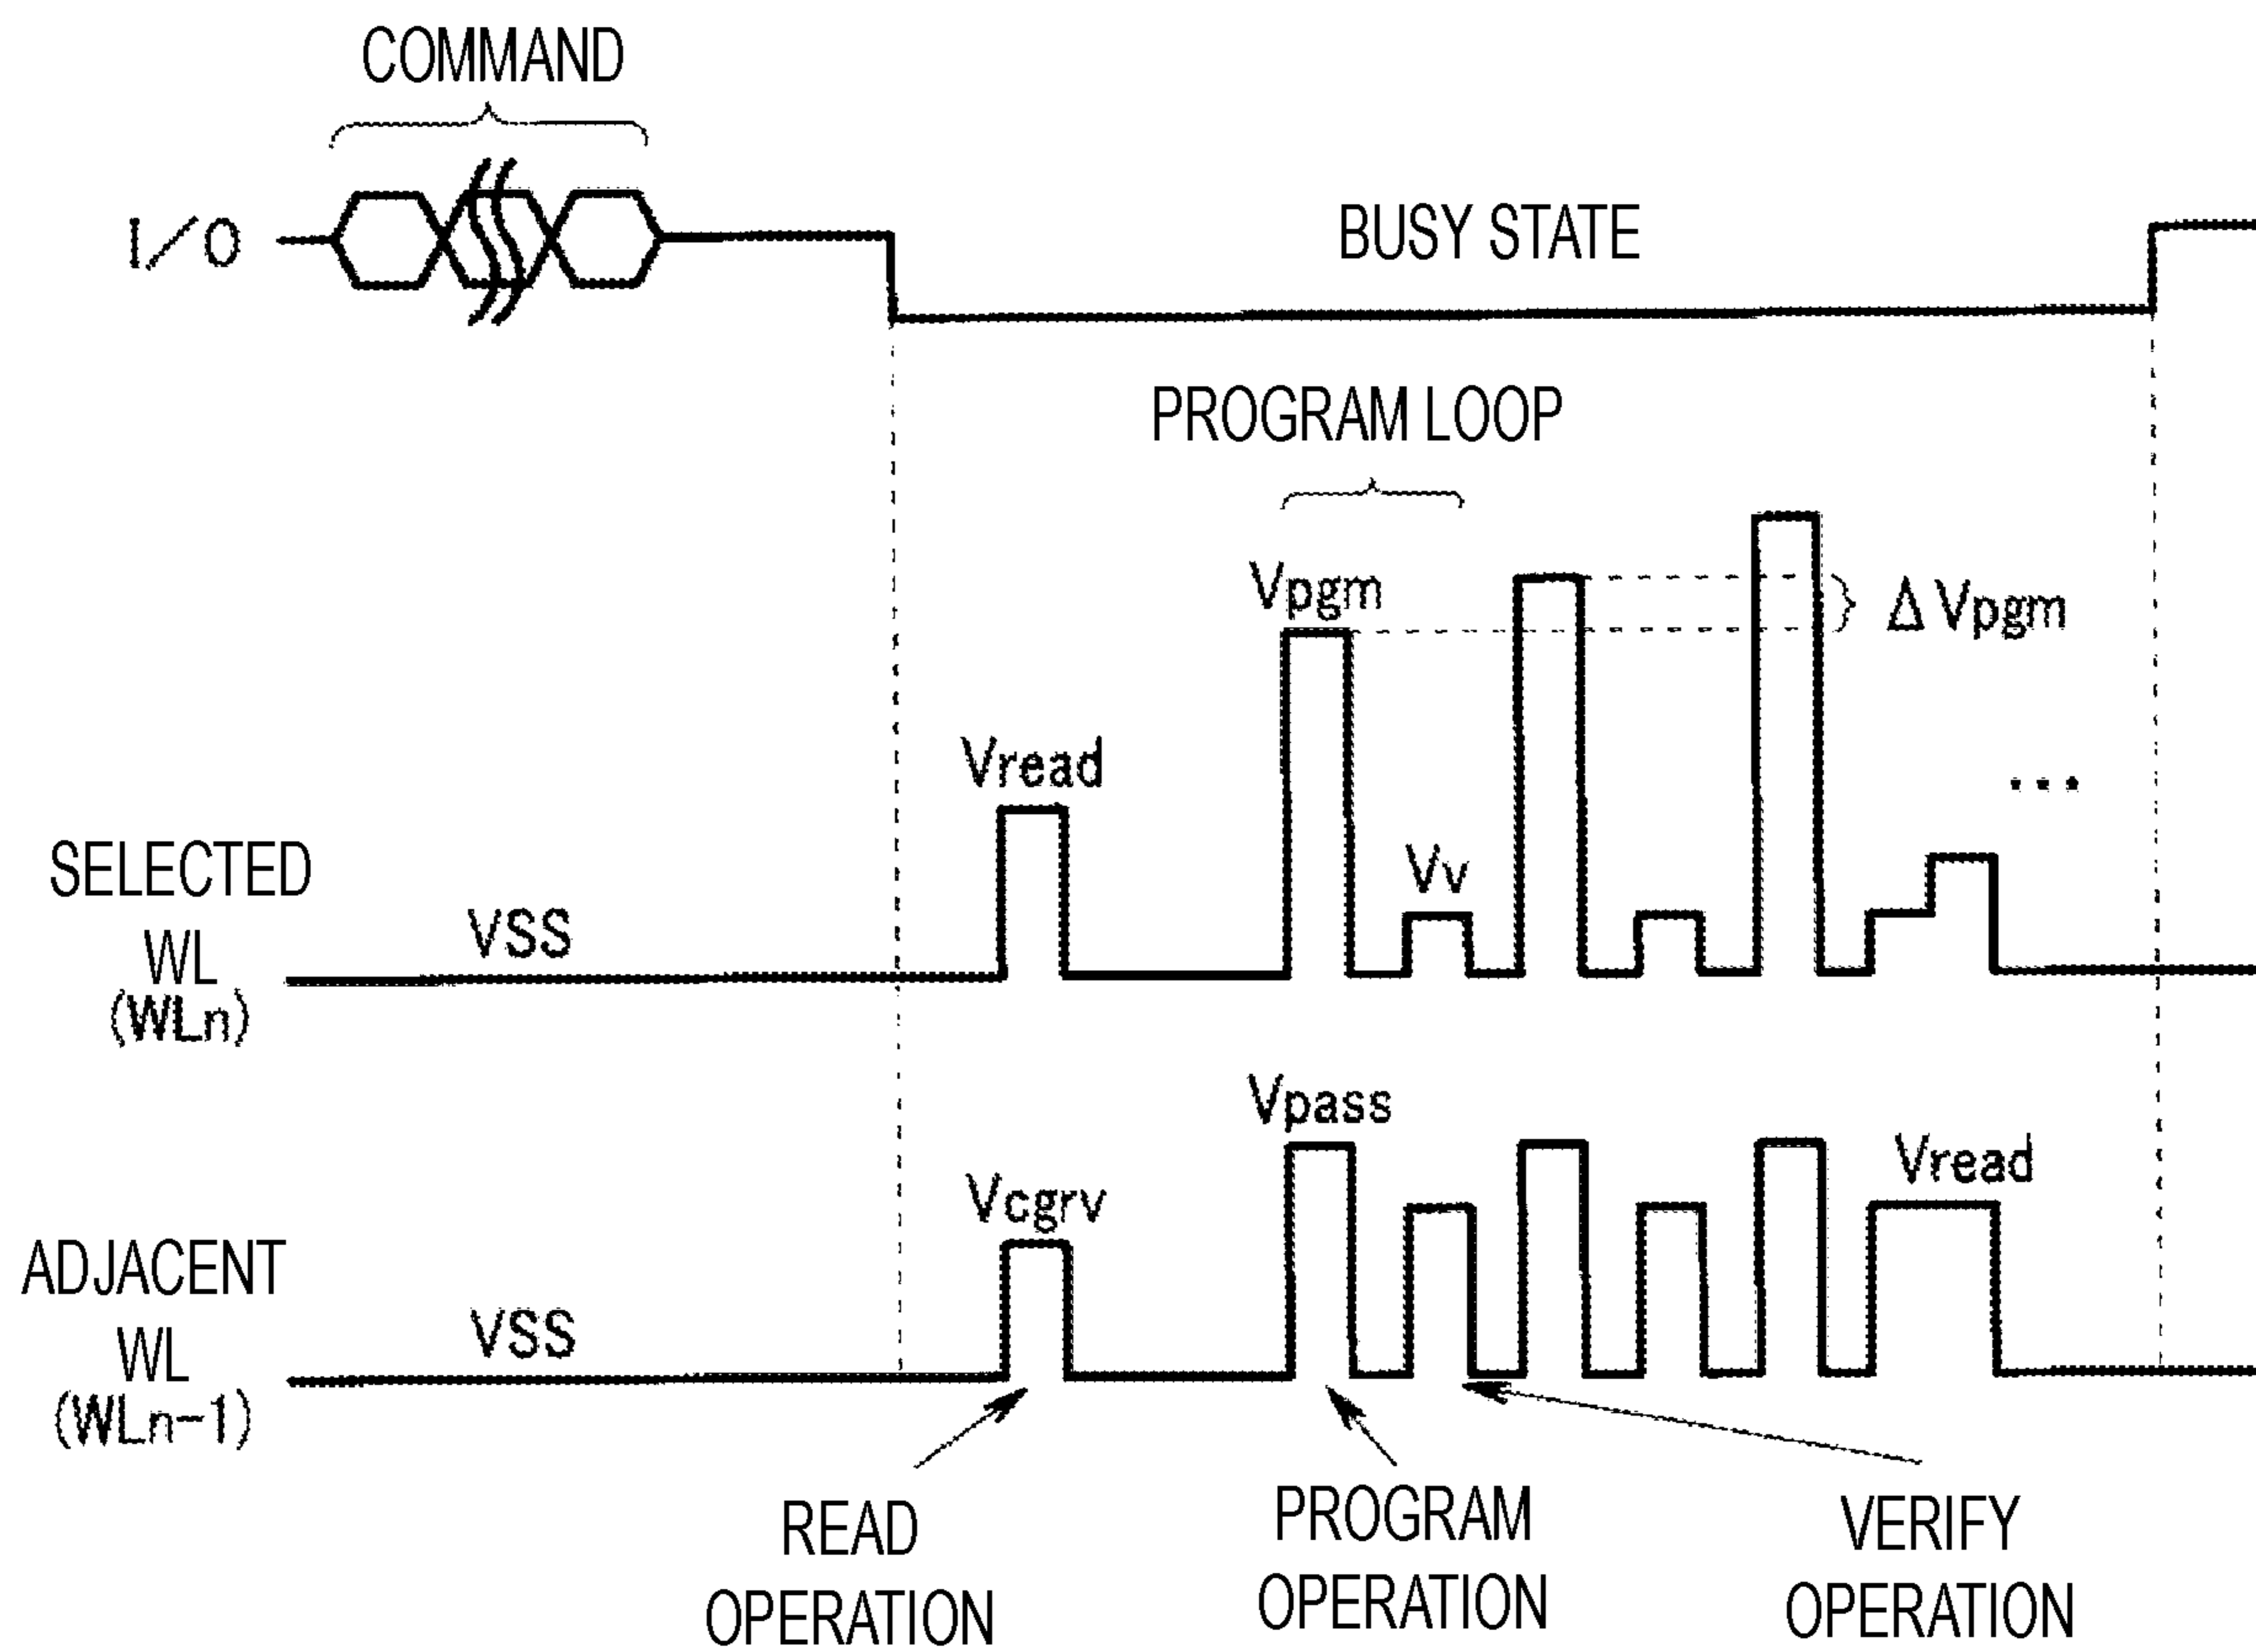 COMMAND
I/O
BUSY STATE
PROGRAM LOOP
Vpgm
Δ Vpgm
Vread
...
Vv
SELECTED
WL
(WLn)
VSS
Vpass
Vcgrv
Vread
ADJACENT
WL
(WLn-1)
VSS
READ
OPERATION
PROGRAM
OPERATION
VERIFY
OPERATION